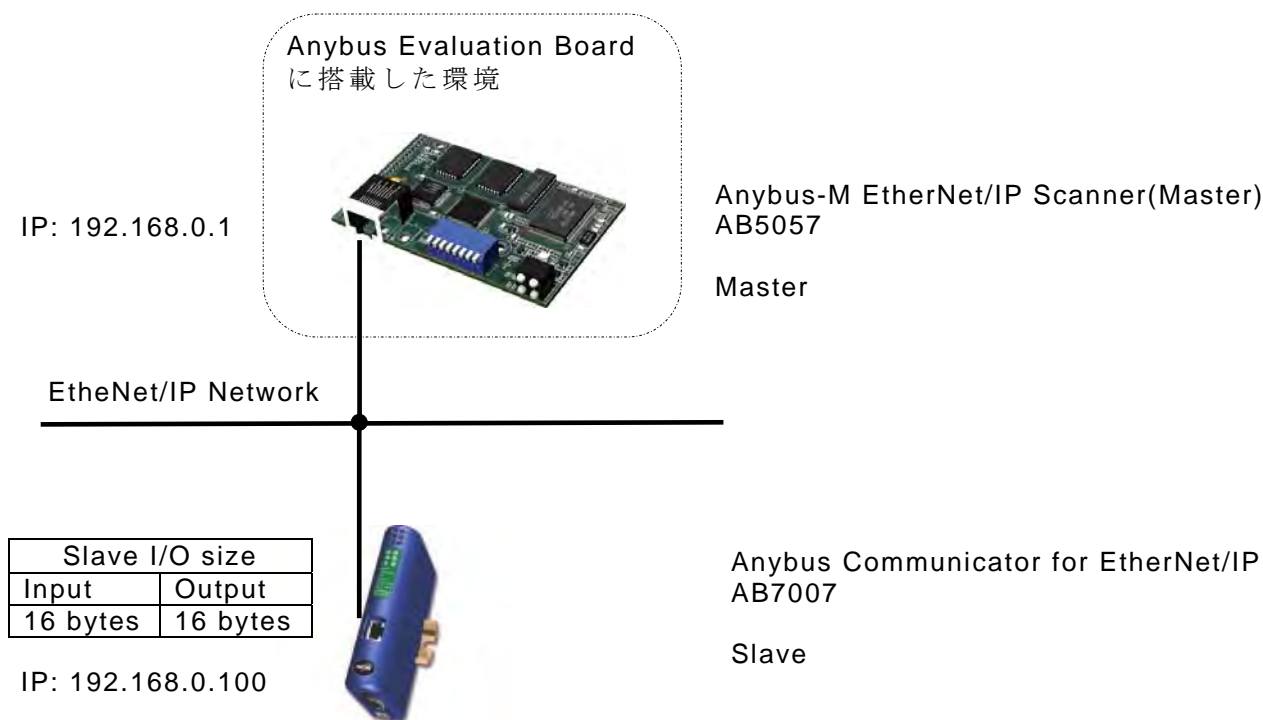 Anybus Evaluation Board
に搭載した環境
IP: 192.168.0.1
Anybus-M EtherNet/IP Scanner(Master)
AB5057
Master
EtheNet/IP Network
Slave I/O size
Input Output
16 bytes 16 bytes
IP: 192.168.0.100
Anybus Communicator for EtherNet/IP
AB7007
Slave